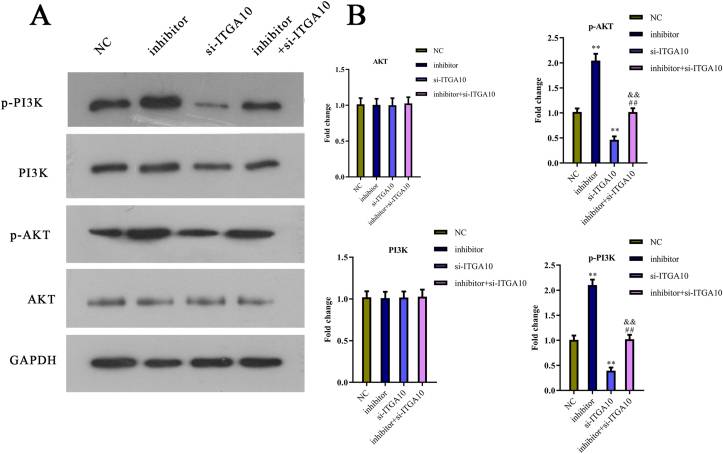 A
NC
inhibitor
si-ITGA10
inhibitor
+si-ITGA10
p-PI3K
PI3K
p-AKT
AKT
GAPDH
B
AKT
NC
inhibitor
si-ITGA10
inhibitor+si-ITGA10
Fold change
1.5
1.0
0.5
0.0
NC
inhibitor
si-ITGA10
inhibitor+si-ITGA10
p-AKT
NC
inhibitor
si-ITGA10
inhibitor+si-ITGA10
Fold change
2.5
2.0
1.5
1.0
0.5
0.0
**
**
&&
##
NC
inhibitor
si-ITGA10
inhibitor+si-ITGA10
PI3K
NC
inhibitor
si-ITGA10
inhibitor+si-ITGA10
Fold change
1.5
1.0
0.5
0.0
NC
inhibitor
si-ITGA10
inhibitor+si-ITGA10
p-PI3K
NC
inhibitor
si-ITGA10
inhibitor+si-ITGA10
Fold change
2.5
2.0
1.5
1.0
0.5
0.0
**
**
&&
##
NC
inhibitor
si-ITGA10
inhibitor+si-ITGA10